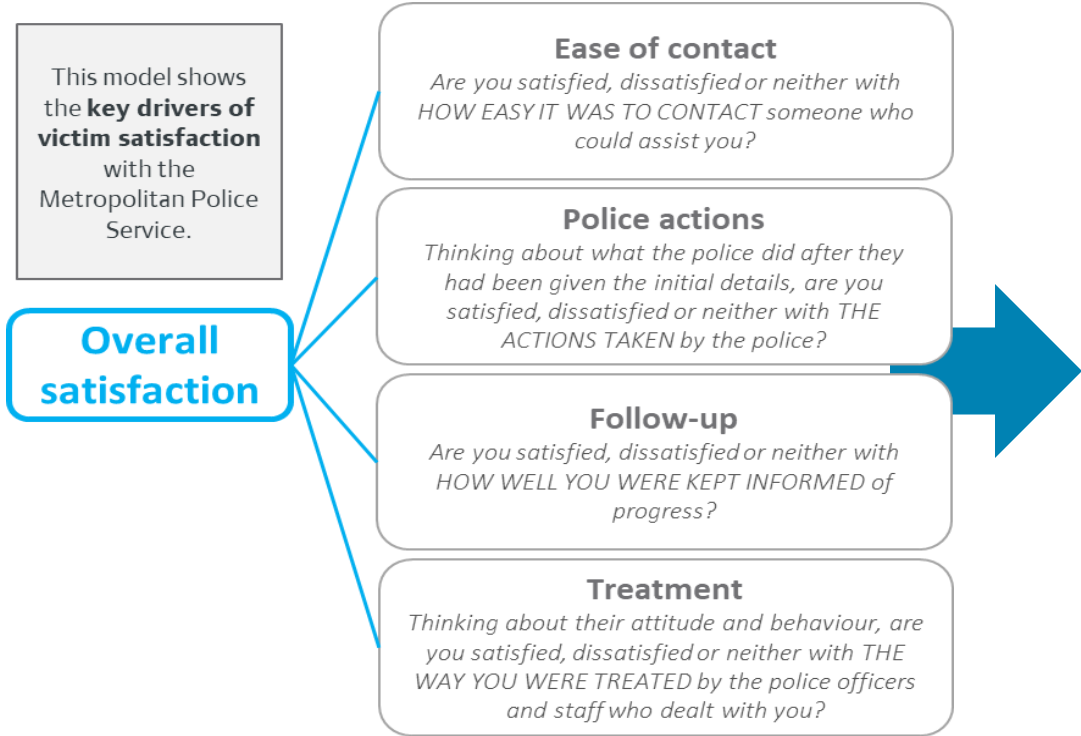 This model shows
the key drivers of
victim satisfaction
with the
Metropolitan Police
Service.
Overall
satisfaction
Ease of contact
Are you satisfied, dissatisfied or neither with
HOW EASY IT WAS TO CONTACT someone who
could assist you?
Police actions
Thinking about what the police did after they
had been given the initial details, are you
satisfied, dissatisfied or neither with THE
ACTIONS TAKEN by the police?
Follow-up
Are you satisfied, dissatisfied or neither with
HOW WELL YOU WERE KEPT INFORMED of
progress?
Treatment
Thinking about their attitude and behaviour, are
you satisfied, dissatisfied or neither with THE
WAY YOU WERE TREATED by the police officers
and staff who dealt with you?